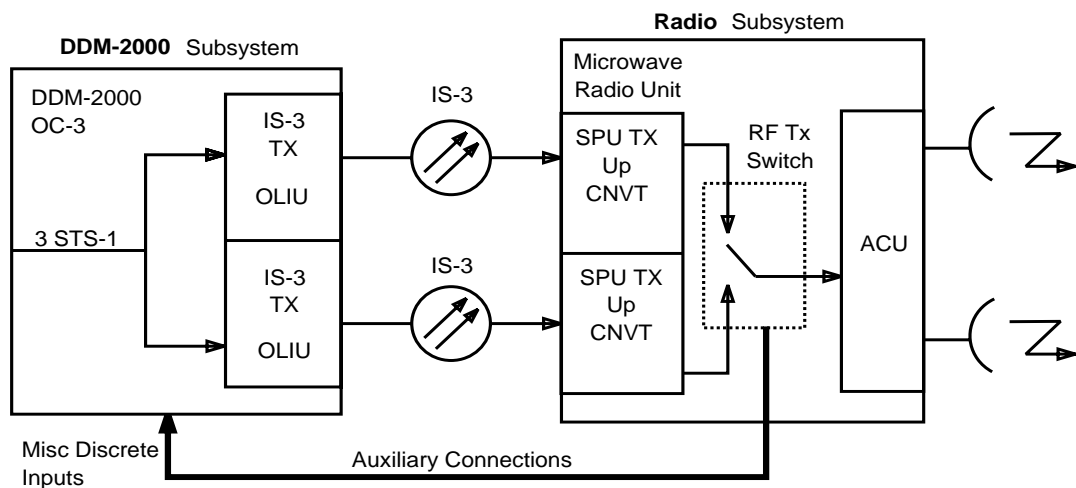 Radio Subsystem
DDM-2000 Subsystem
DDM-2000
OC-3
IS-3
TX
OLIU
3 STS-1
IS-3
TX
OLIU
IS-3
IS-3
Microwave
Radio Unit
SPU TX
Up
CNVT
SPU TX
Up
CNVT
RF Tx
Switch
ACU
Misc Discrete
Inputs
Auxiliary Connections